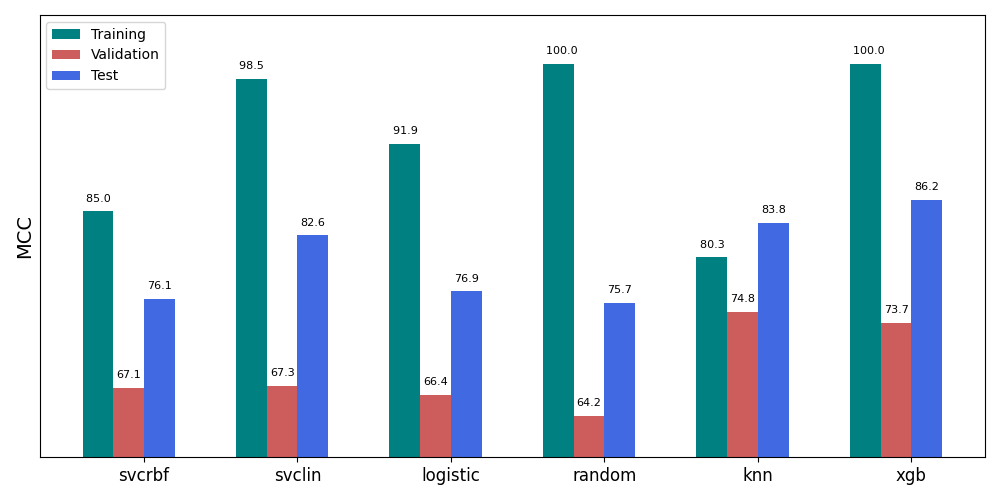 Training
Validation
Test
MCC
85.0
67.1
76.1
98.5
67.3
82.6
91.9
66.4
76.9
100.0
64.2
75.7
80.3
74.8
83.8
100.0
73.7
86.2
svcrbf
svclin
logistic
random
knn
xgb